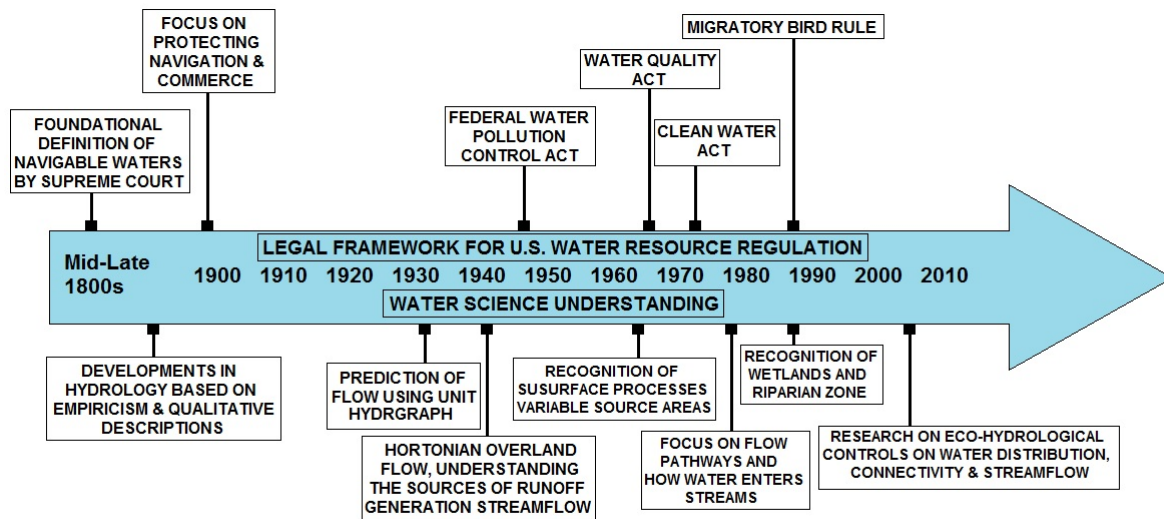 FOCUS ON
PROTECTING
NAVIGATION &
COMMERCE
MIGRATORY BIRD RULE
WATER QUALITY
ACT
FOUNDATIONAL
DEFINITION OF
NAVIGABLE WATERS
BY SUPREME COURT
FEDERAL WATER
POLLUTION
CONTROL ACT
CLEAN WATER
ACT
LEGAL FRAMEWORK FOR U.S. WATER RESOURCE REGULATION
Mid-Late
1800s
1900 1910 1920 1930 1940 1950 1960 1970 1980 1990 2000 2010
WATER SCIENCE UNDERSTANDING
DEVELOPMENTS IN
HYDROLOGY BASED ON
EMPIRICISM & QUALITATIVE
DESCRIPTIONS
PREDICTION OF
FLOW USING UNIT
HYDRGRAPH
HORTONIAN OVERLAND
FLOW, UNDERSTANDING
THE SOURCES OF RUNOFF
GENERATION STREAMFLOW
RECOGNITION OF
SUSURFACE PROCESSES
VARIABLE SOURCE AREAS
FOCUS ON FLOW
PATHWAYS AND
HOW WATER ENTERS
STREAMS
RECOGNITION OF
WETLANDS AND
RIPARIAN ZONE
RESEARCH ON ECO-HYDROLOGICAL
CONTROLS ON WATER DISTRIBUTION,
CONNECTIVITY & STREAMFLOW